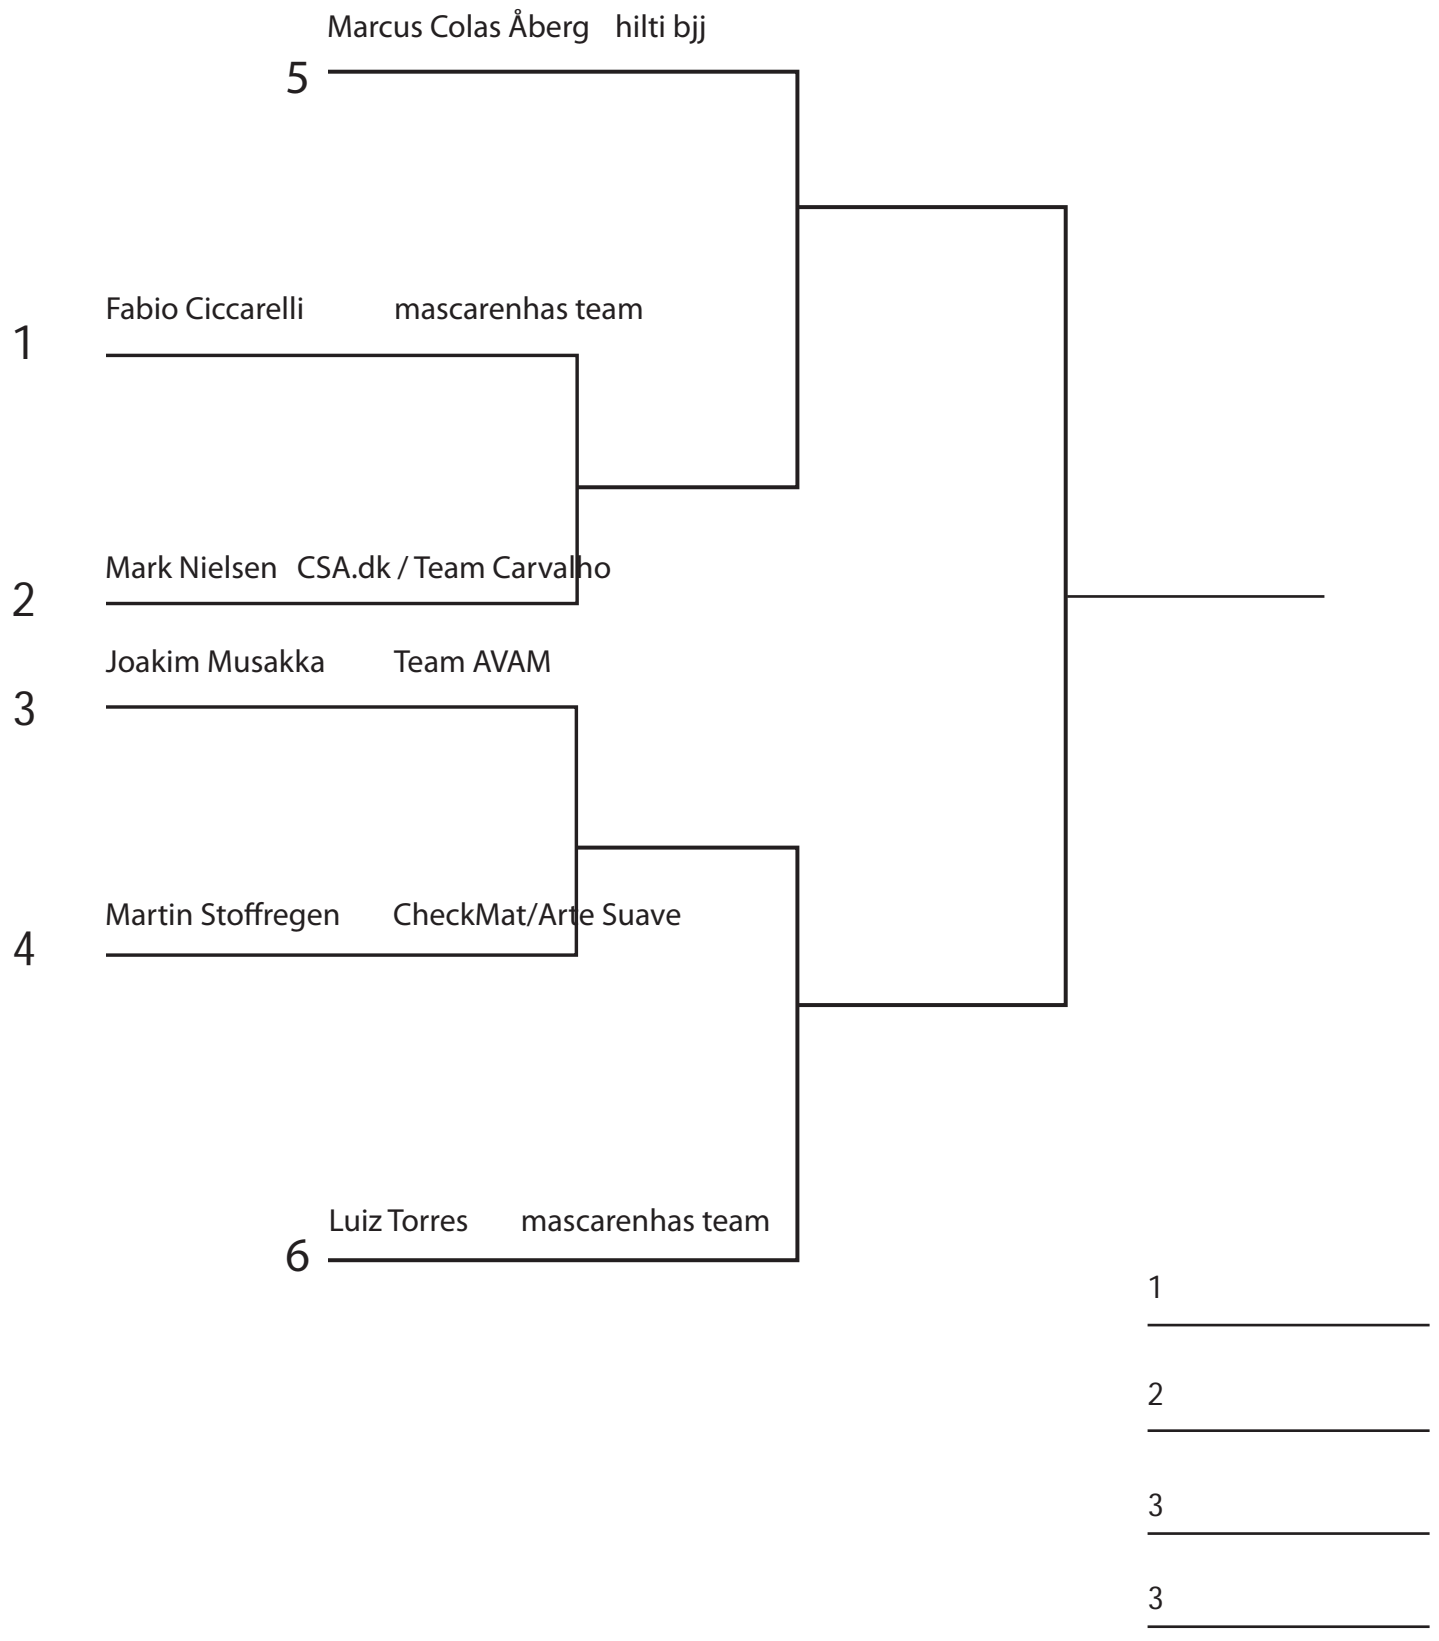 Marcus Colas Åberg hilti bjj
5
Fabio Ciccarelli mascarenhas team
1
Mark Nielsen CSA.dk / Team Carvalho
2
Joakim Musakka Team AVAM
3
Martin Stoffregen CheckMat/Arte Suave
4
Luiz Torres mascarenhas team
6
1
2
3
3